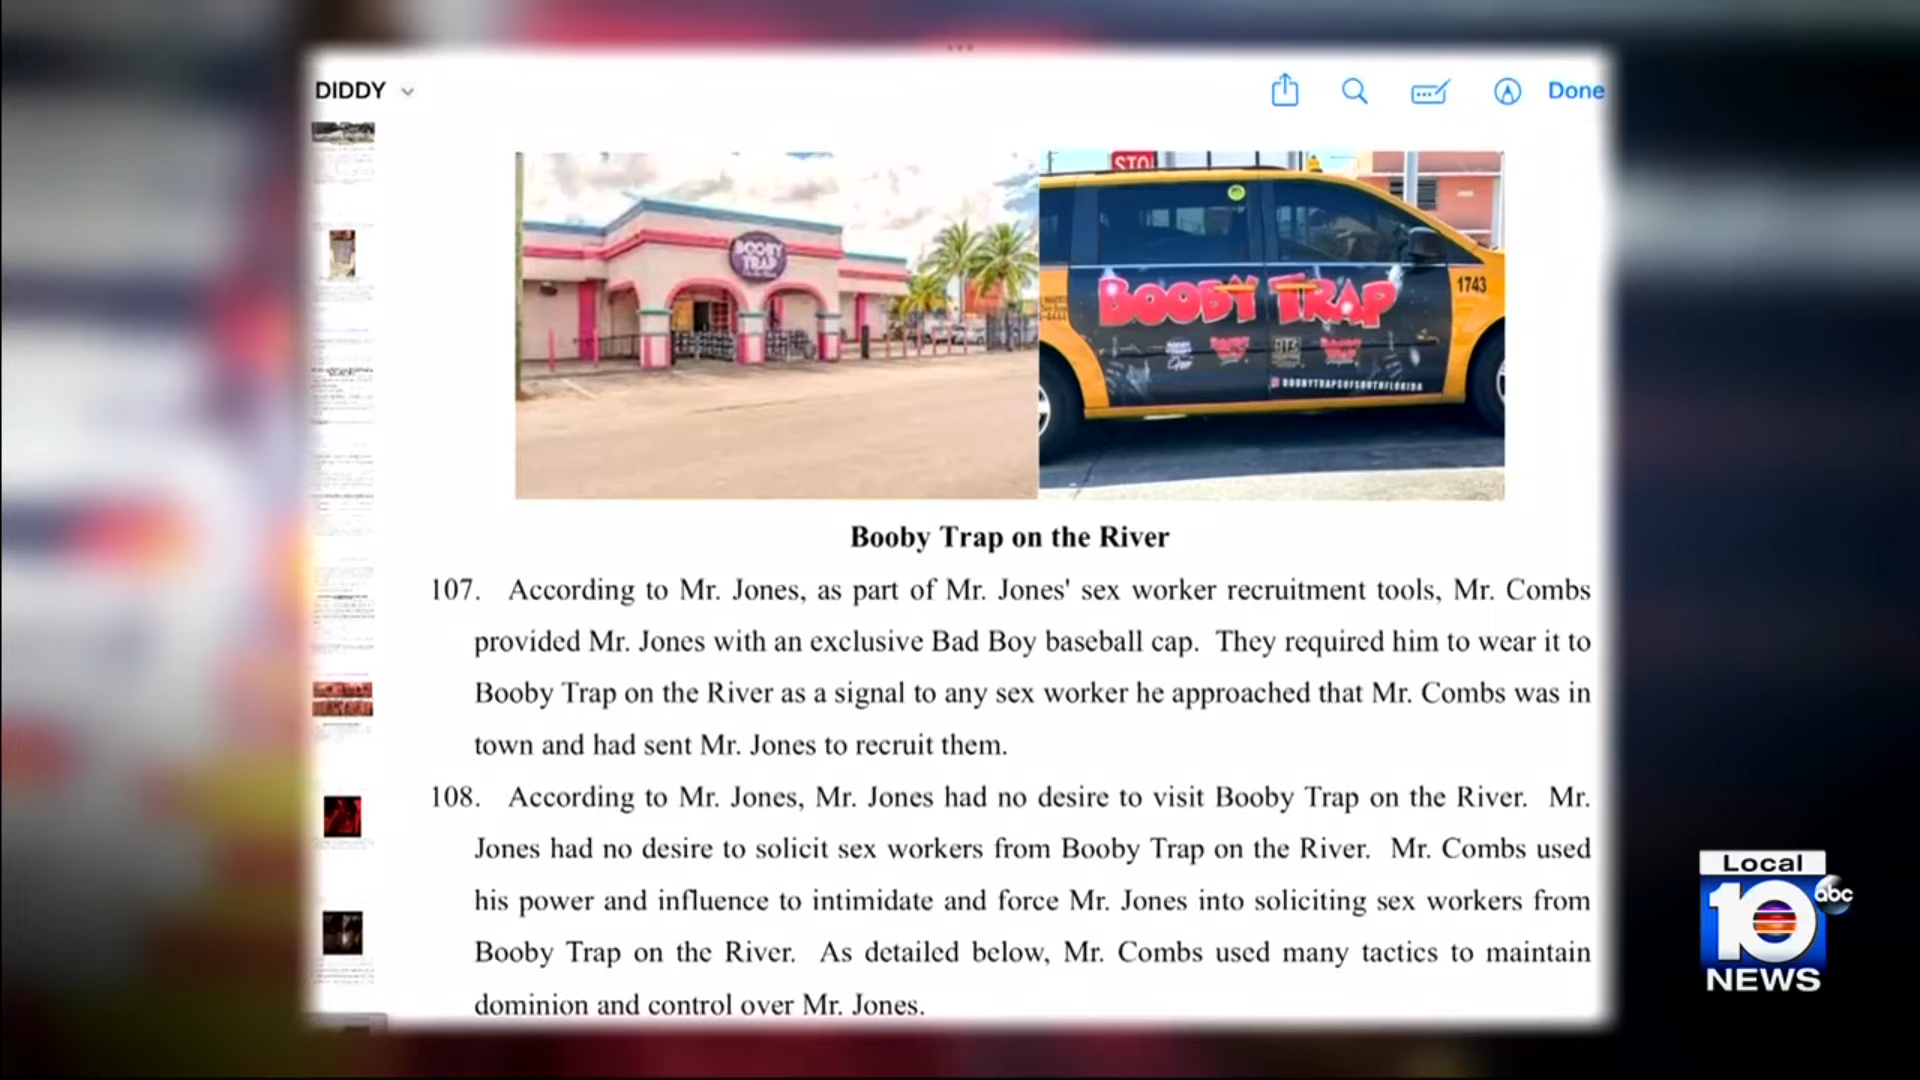 DIDDY
Done
STO
BOOBY
TRAP
BOOBY TRAP
1743
BOOBYTRAPSOFSOUTHFLORIDA
Booby Trap on the River
107. According to Mr. Jones, as part of Mr. Jones' sex worker recruitment tools, Mr. Combs
provided Mr. Jones with an exclusive Bad Boy baseball cap. They required him to wear it to
Booby Trap on the River as a signal to any sex worker he approached that Mr. Combs was in
town and had sent Mr. Jones to recruit them.
108. According to Mr. Jones, Mr. Jones had no desire to visit Booby Trap on the River. Mr.
Jones had no desire to solicit sex workers from Booby Trap on the River. Mr. Combs used
his power and influence to intimidate and force Mr. Jones into soliciting sex workers from
Booby Trap on the River. As detailed below, Mr. Combs used many tactics to maintain
dominion and control over Mr. Jones.
Local
10 abc
NEWS